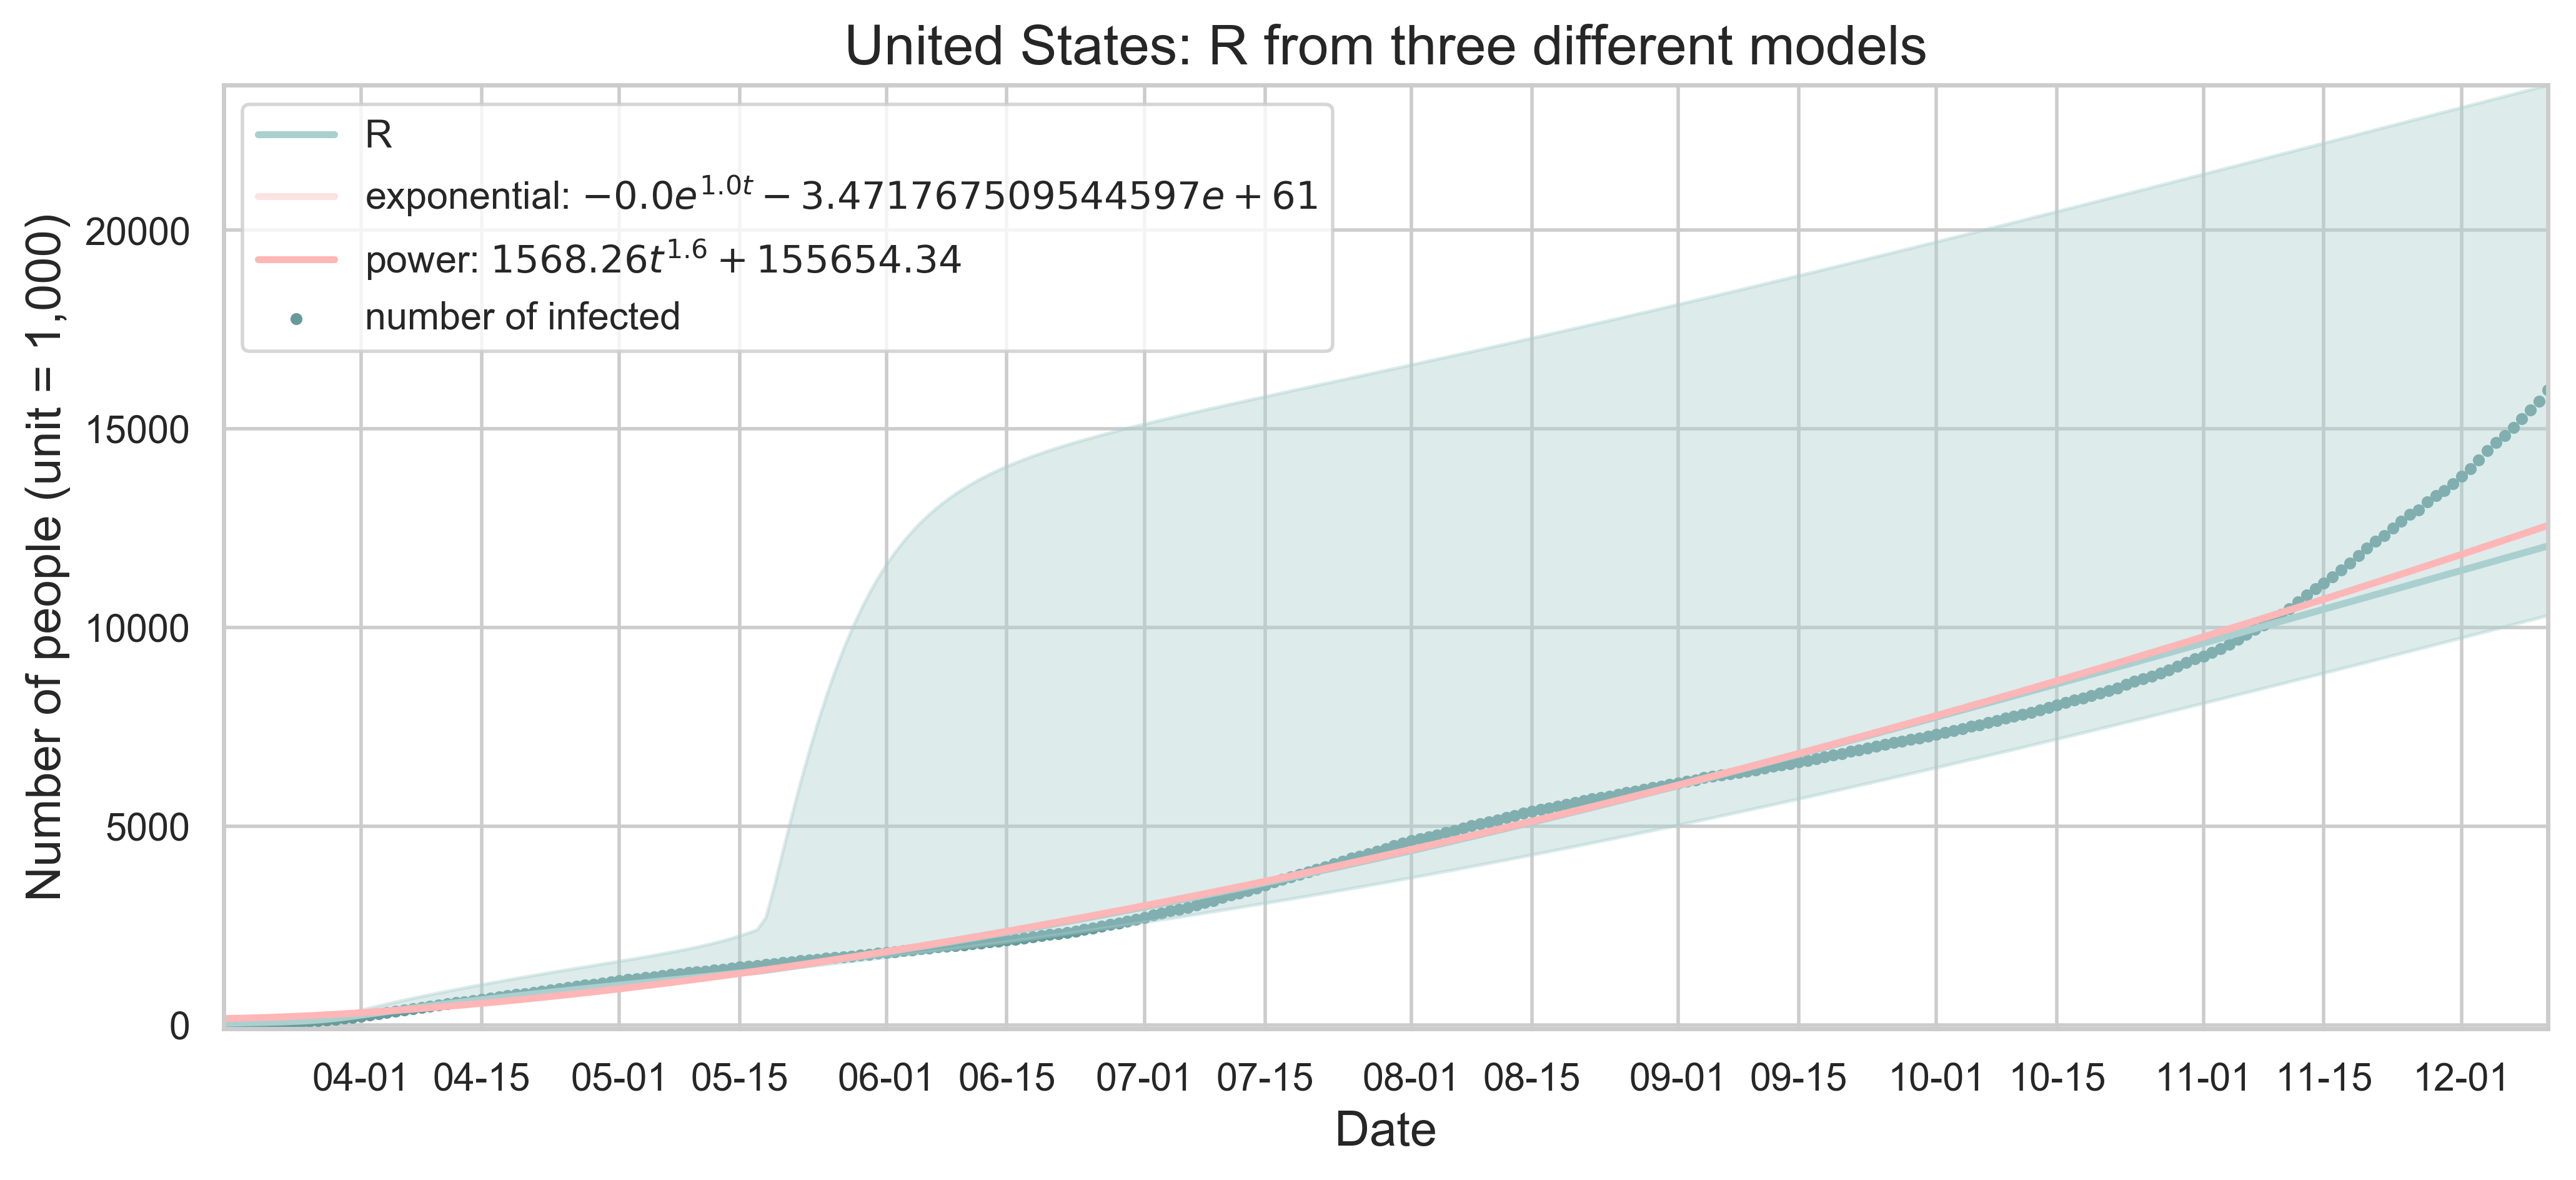 United States: R from three different models
R
exponential: −0.0e^{1.0t} − 3.4717675095445​97e + 61
power: 1568.26t^{1.6} + 155654.34
number of infected
Number of people (unit = 1,000)
20000
15000
10000
5000
0
04-01 04-15 05-01 05-15 06-01 06-15 07-01 07-15 08-01 08-15 09-01 09-15 10-01 10-15 11-01 11-15 12-01
Date